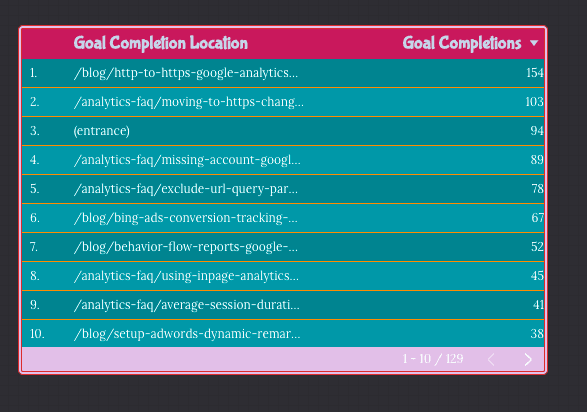 Goal Completion Location Goal Completions
1. /blog/http-to-https-google-analytics... 154
2. /analytics-faq/moving-to-https-chang... 103
3. (entrance) 94
4. /analytics-faq/missing-account-googl... 89
5. /analytics-faq/exclude-url-query-par... 78
6. /blog/bing-ads-conversion-tracking-... 67
7. /blog/behavior-flow-reports-google-... 52
8. /analytics-faq/using-inpage-analytics... 45
9. /analytics-faq/average-session-durati... 41
10. /blog/setup-adwords-dynamic-remar... 38
1 - 10 / 129